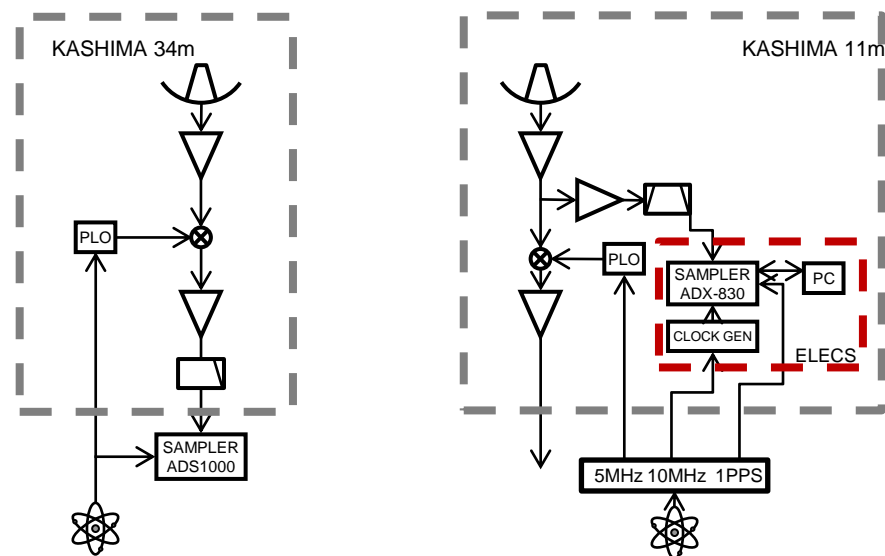 KASHIMA 34m
PLO
SAMPLER
ADS1000
KASHIMA 11m
PLO
SAMPLER
ADX-830
PC
CLOCK GEN
ELECS
5MHz 10MHz 1PPS